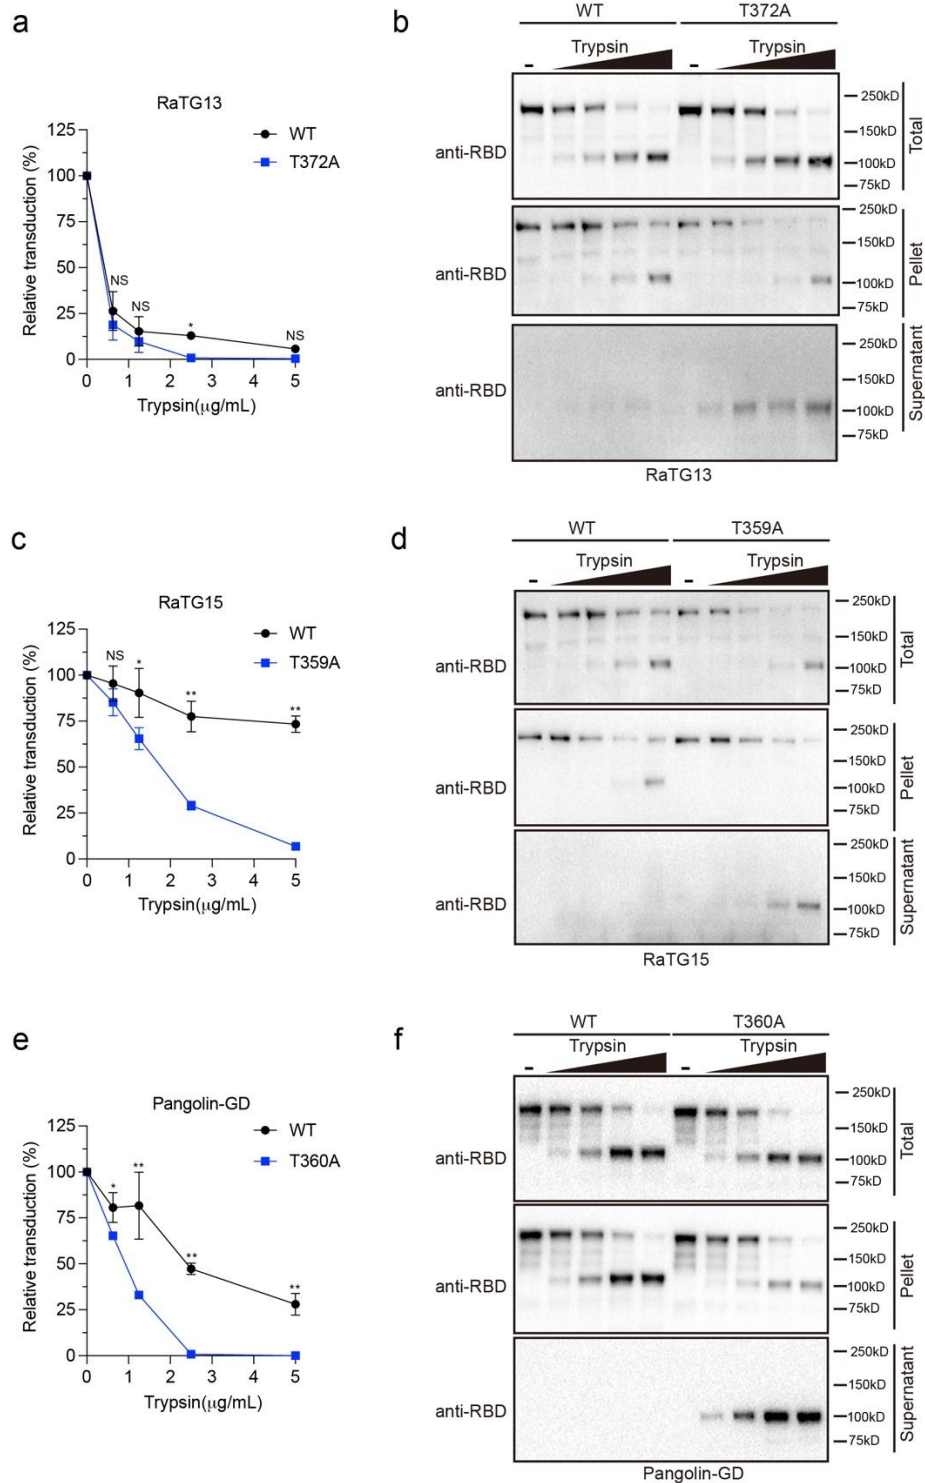 a
RaTG13
Relative transduction (%)
125
100
75
50
25
0
NS
NS
*
NS
WT
T372A
0 1 2 3 4 5
Trypsin(μg/mL)
b
WT T372A
Trypsin Trypsin
- -
anti-RBD
250kD
150kD
100kD
75kD
Total
anti-RBD
250kD
150kD
100kD
75kD
Pellet
anti-RBD
250kD
150kD
100kD
75kD
Supernatant
RaTG13
c
RaTG15
Relative transduction (%)
125
100
75
50
25
0
NS
*
**
**
WT
T359A
0 1 2 3 4 5
Trypsin(μg/mL)
d
WT T359A
Trypsin Trypsin
- -
anti-RBD
250kD
150kD
100kD
75kD
Total
anti-RBD
250kD
150kD
100kD
75kD
Pellet
anti-RBD
250kD
150kD
100kD
75kD
Supernatant
RaTG15
e
Pangolin-GD
Relative transduction (%)
125
100
75
50
25
0
*
**
**
**
WT
T360A
0 1 2 3 4 5
Trypsin(μg/mL)
f
WT T360A
Trypsin Trypsin
- -
anti-RBD
250kD
150kD
100kD
75kD
Total
anti-RBD
250kD
150kD
100kD
75kD
Pellet
anti-RBD
250kD
150kD
100kD
75kD
Supernatant
Pangolin-GD